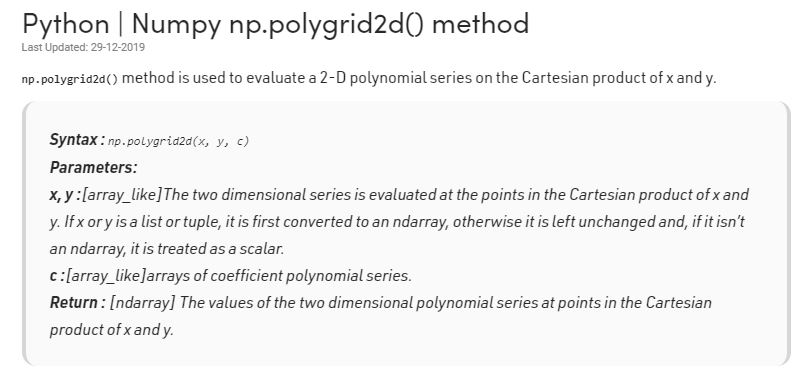 Python | Numpy np.polygrid2d() method
Last Updated: 29-12-2019
np.polygrid2d() method is used to evaluate a 2-D polynomial series on the Cartesian product of x and y.
Syntax : np.polygrid2d(x, y, c)
Parameters:
x, y :[array_like]The two dimensional series is evaluated at the points in the Cartesian product of x and
y. If x or y is a list or tuple, it is first converted to an ndarray, otherwise it is left unchanged and, if it isn't
an ndarray, it is treated as a scalar.
c :[array_like]arrays of coefficient polynomial series.
Return : [ndarray] The values of the two dimensional polynomial series at points in the Cartesian
product of x and y.